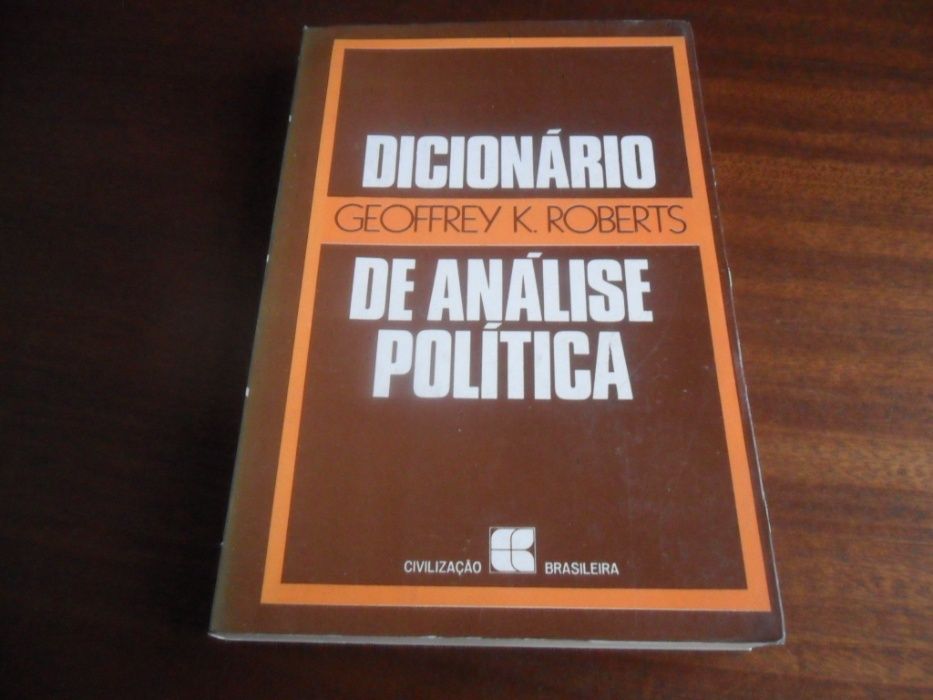 DICIONÁRIO
GEOFFREY K. ROBERTS
DE ANÁLISE
POLÍTICA
CIVILIZAÇÃO BRASILEIRA